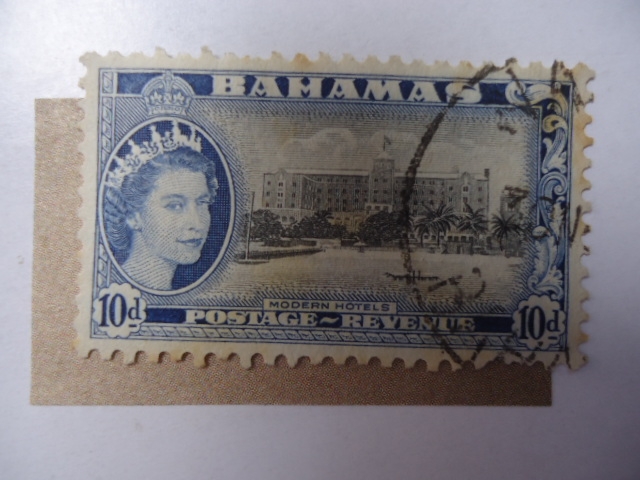 BAHAMAS
MODERN HOTELS
10d POSTAGE~REVENUE 10d